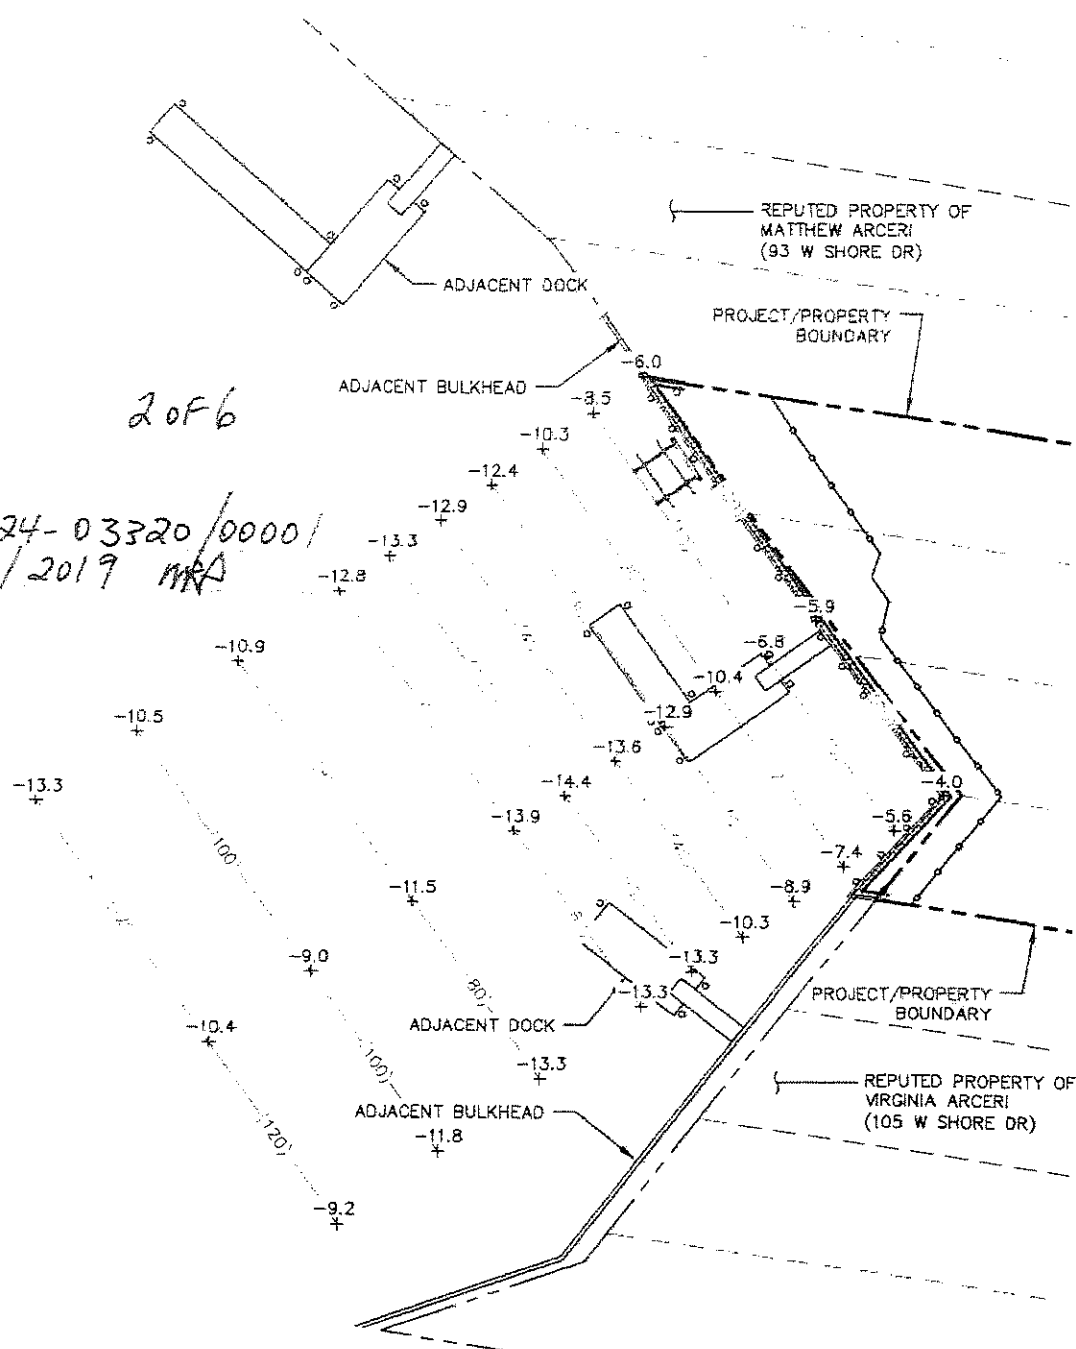 REPUTED PROPERTY OF
MATTHEW ARCERI
(93 W SHORE DR)
ADJACENT DOCK
PROJECT/PROPERTY
BOUNDARY
-6.0
ADJACENT BULKHEAD
-8.5
2 OF 6
-10.3
-12.4
-12.9
24-03320/00001
/2019
-13.3
-12.8
-5.9
-10.9
-6.8
-10.4
-10.5
-12.9
-13.6
-13.3
-14.4
-4.0
-13.9
-5.6
(100)
-7.4
-11.5
-8.9
-10.3
-9.0
-13.3
80)
-13.3
PROJECT/PROPERTY
BOUNDARY
-10.4
ADJACENT DOCK
(100)
-13.3
REPUTED PROPERTY OF
VIRGINIA ARCERI
(105 W SHORE DR)
ADJACENT BULKHEAD
-11.8
(120)
-9.2